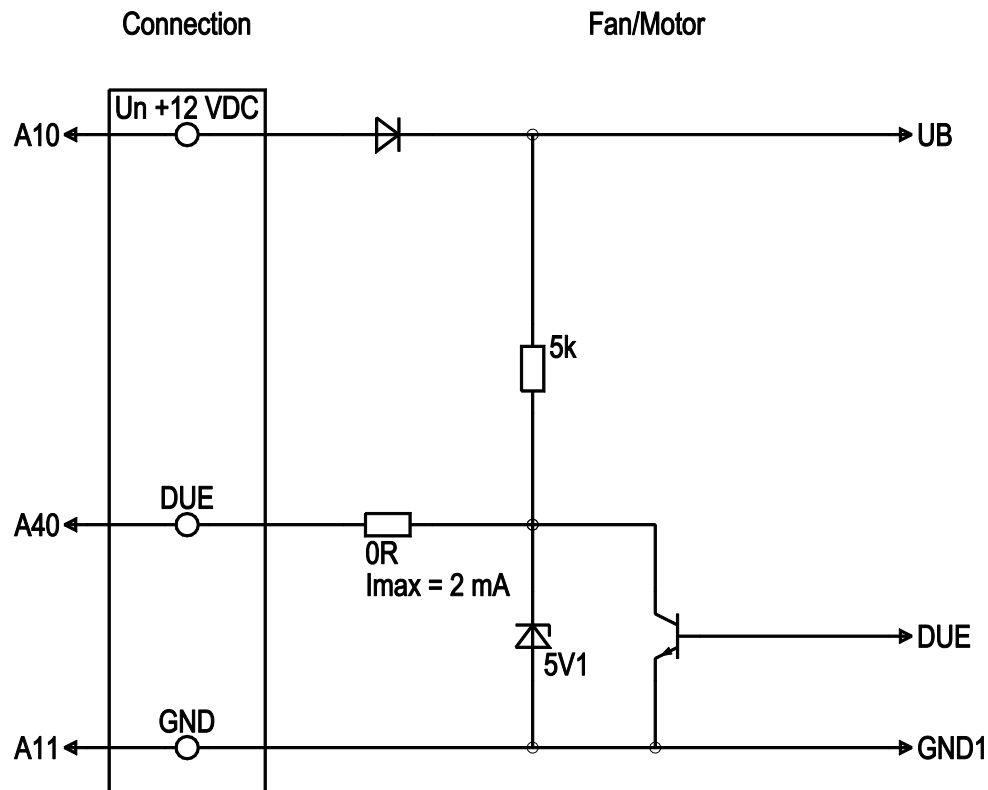 Connection
Fan/Motor
Un +12 VDC
A10
UB
5k
DUE
A40
0R
Imax = 2 mA
DUE
5V1
GND
A11
GND1